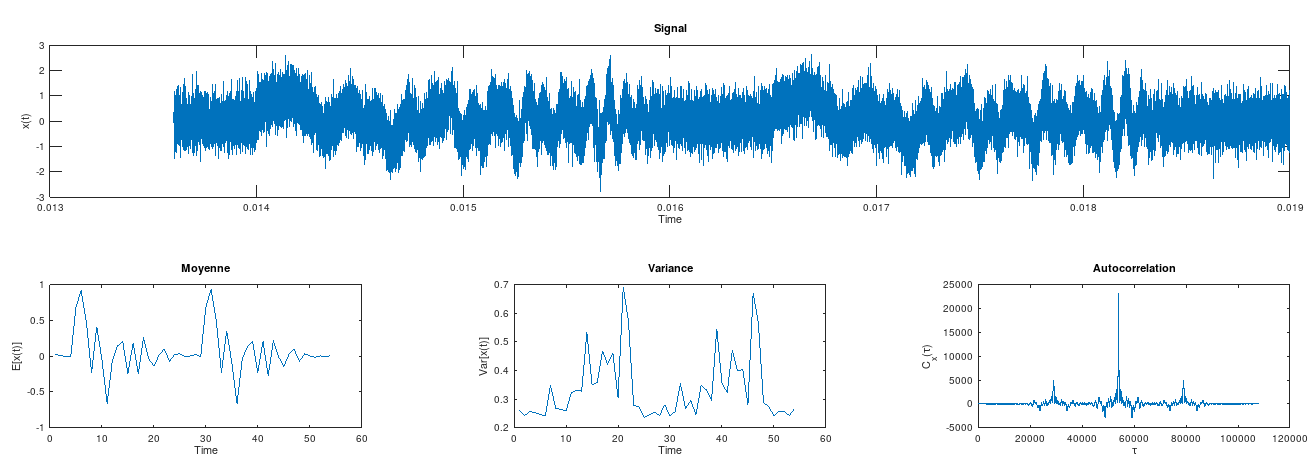 Signal
3
2
1
0
-1
-2
-3
x(t)
0.013 0.014 0.015 0.016 0.017 0.018 0.019
Time
Moyenne
1
0.5
0
-0.5
-1
E[x(t)]
0 10 20 30 40 50 60
Time
Variance
0.7
0.6
0.5
0.4
0.3
0.2
Var[x(t)]
0 10 20 30 40 50 60
Time
Autocorrelation
25000
20000
15000
10000
5000
0
-5000
Cx(τ)
0 20000 40000 60000 80000 100000 120000
τ